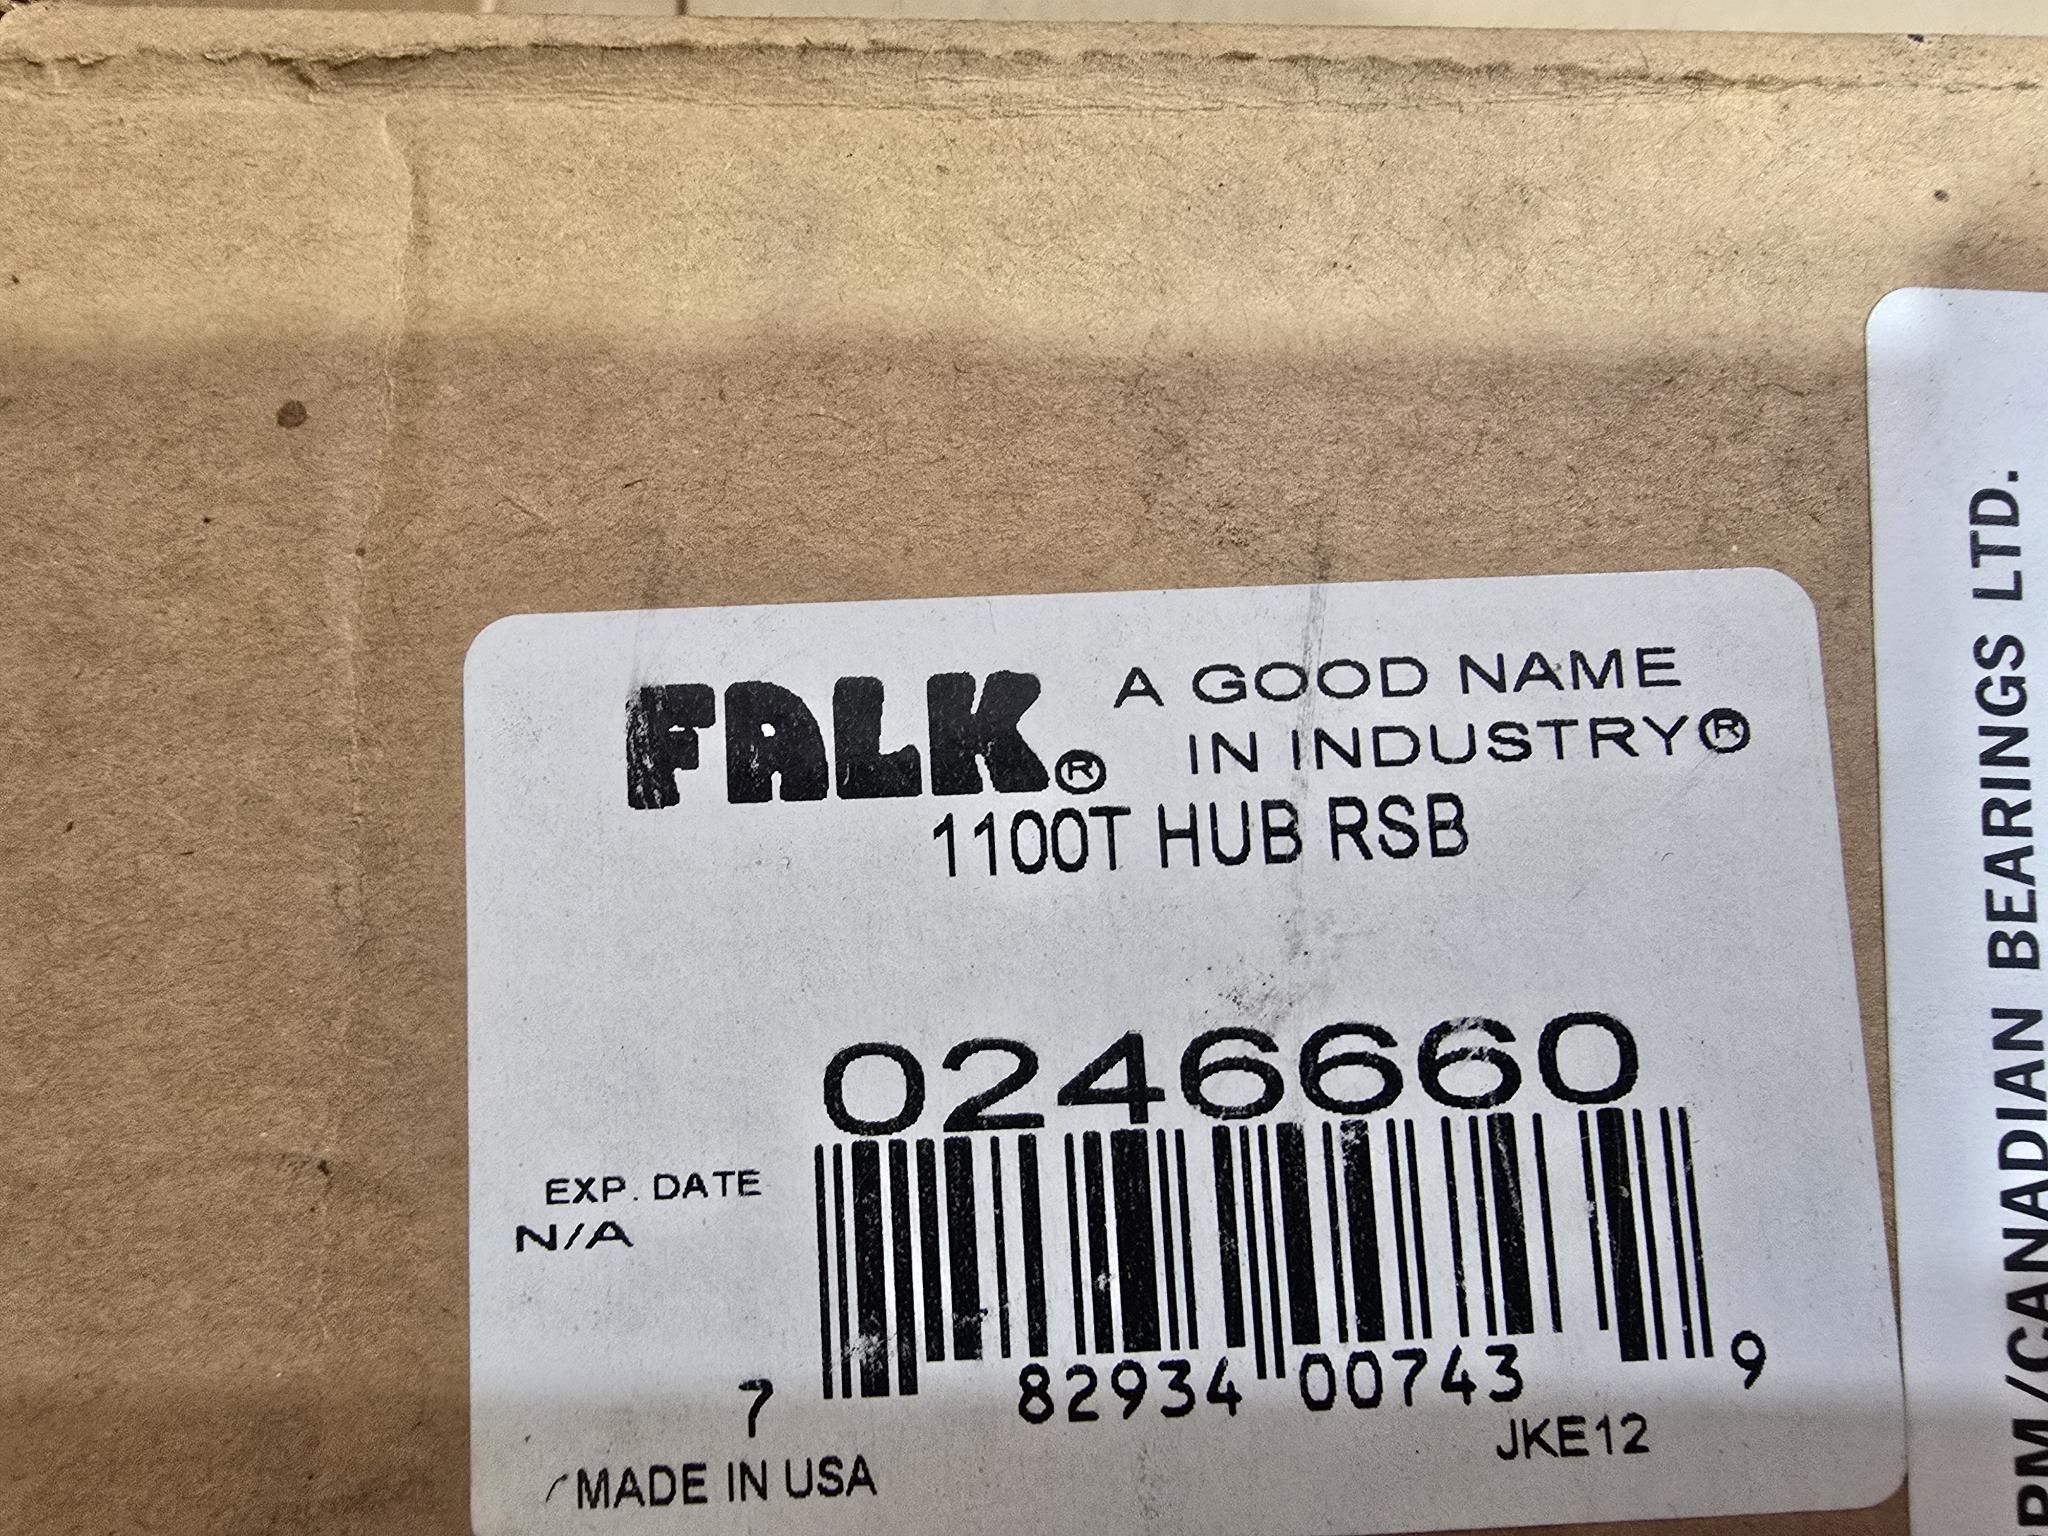 FALK® A GOOD NAME
IN INDUSTRY®
1100T HUB RSB
0246660
EXP. DATE
N/A
7 82934 00743 9
JKE12
MADE IN USA
CANADIAN BEARINGS LTD.